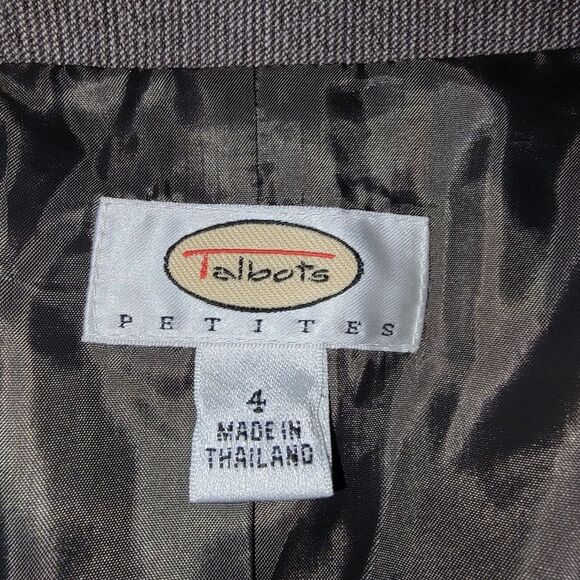 Talbots
PETITES
4
MADE IN
THAILAND